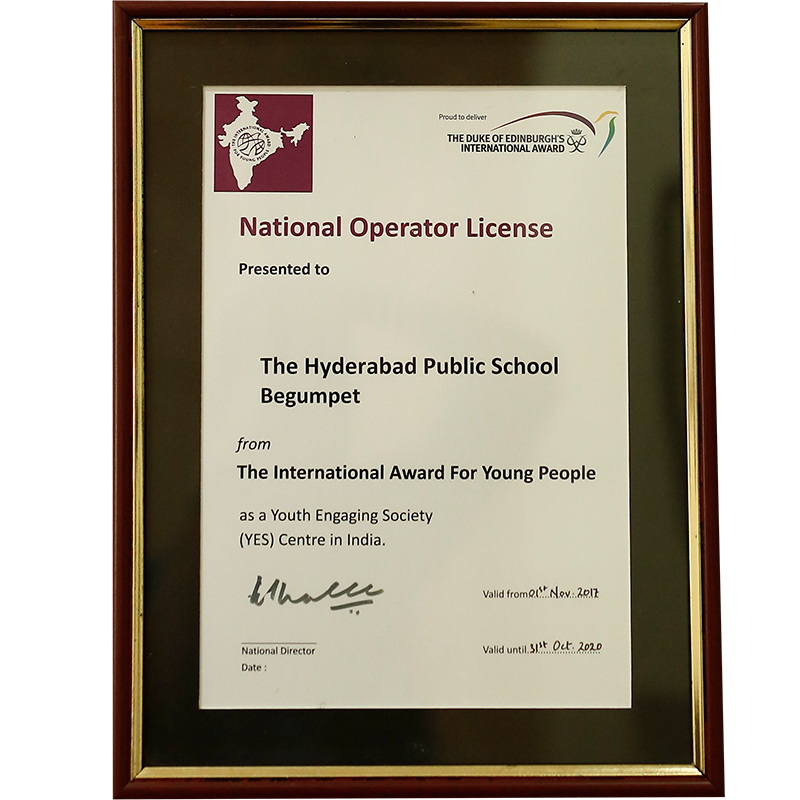 THE INTERNATIONAL AWARD
FOR YOUNG PEOPLE
Proud to deliver
THE DUKE OF EDINBURGH'S
INTERNATIONAL AWARD
National Operator License
Presented to
The Hyderabad Public School
Begumpet
from
The International Award For Young People
as a Youth Engaging Society
(YES) Centre in India.
Valid from 01st Nov. 2017
National Director
Valid until 31st Oct. 2020
Date :